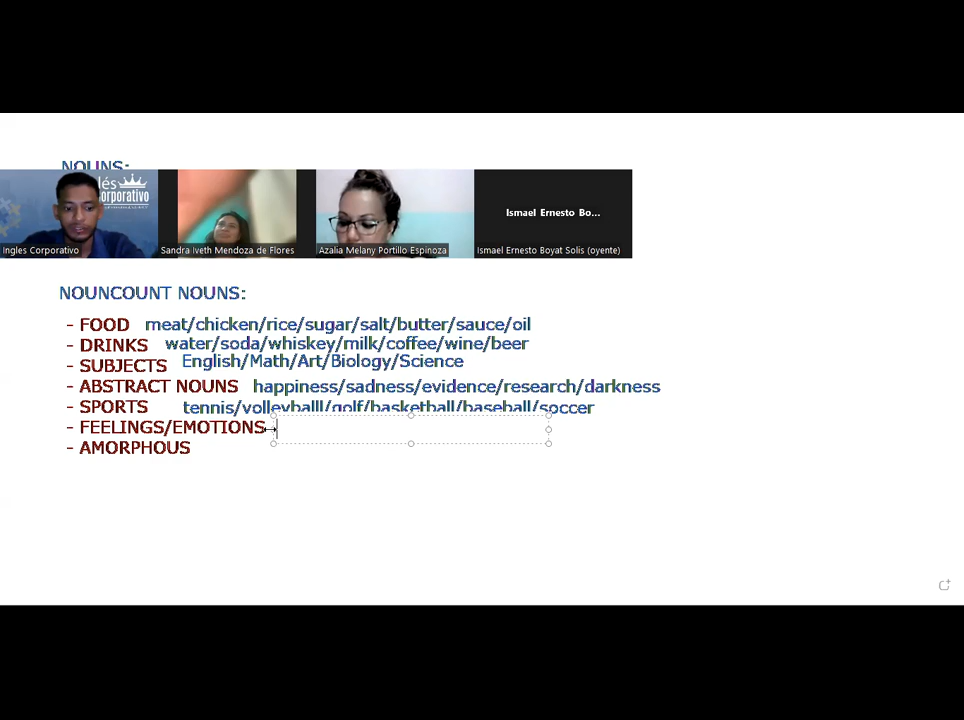 NOUNS:
lés
orporativo
Ismael Ernesto Bo...
Ingles Corporativo
Sandra Iveth Mendoza de Flores
Azalia Melany Portillo Espinoza
Ismael Ernesto Boyat Solis (oyente)
NOUNCOUNT NOUNS:
- FOOD meat/chicken/rice/sugar/salt/butter/sauce/oil
- DRINKS water/soda/whiskey/milk/coffee/wine/beer
- SUBJECTS English/Math/Art/Biology/Science
- ABSTRACT NOUNS happiness/sadness/evidence/research/darkness
- SPORTS tennis/volleyballl/golf/basketball/baseball/soccer
- FEELINGS/EMOTIONS
- AMORPHOUS